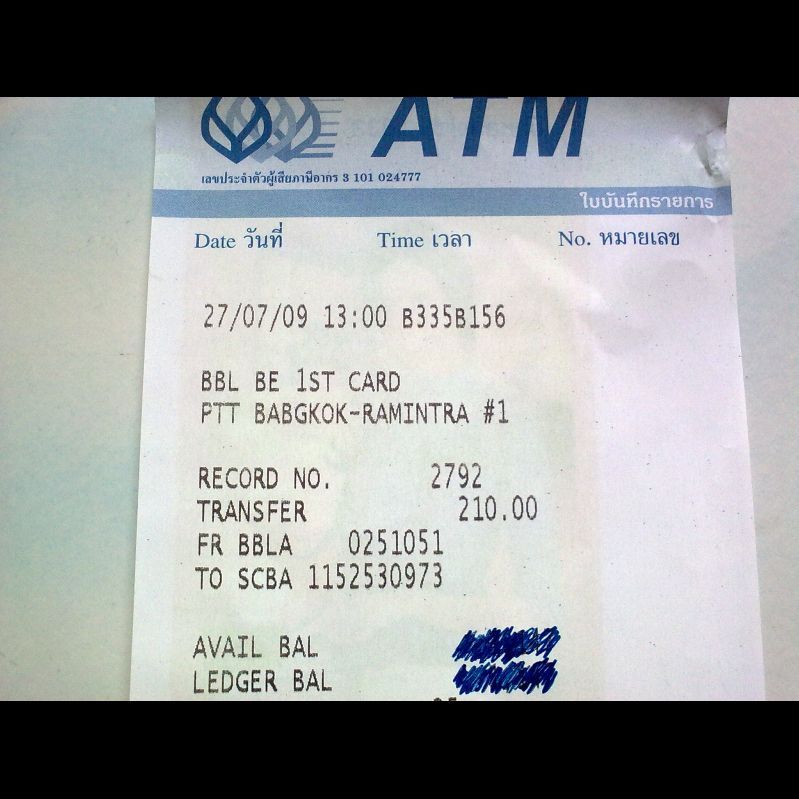 ATM
เลขประจำตัวผู้เสียภาษีอากร 3 101 024777
ใบบันทึกรายการ
Date วันที่ Time เวลา No. หมายเลข
27/07/09 13:00 B335B156
BBL BE 1ST CARD
PTT BABGKOK-RAMINTRA #1
RECORD NO. 2792
TRANSFER 210.00
FR BBLA 0251051
TO SCBA 1152530973
AVAIL BAL
LEDGER BAL